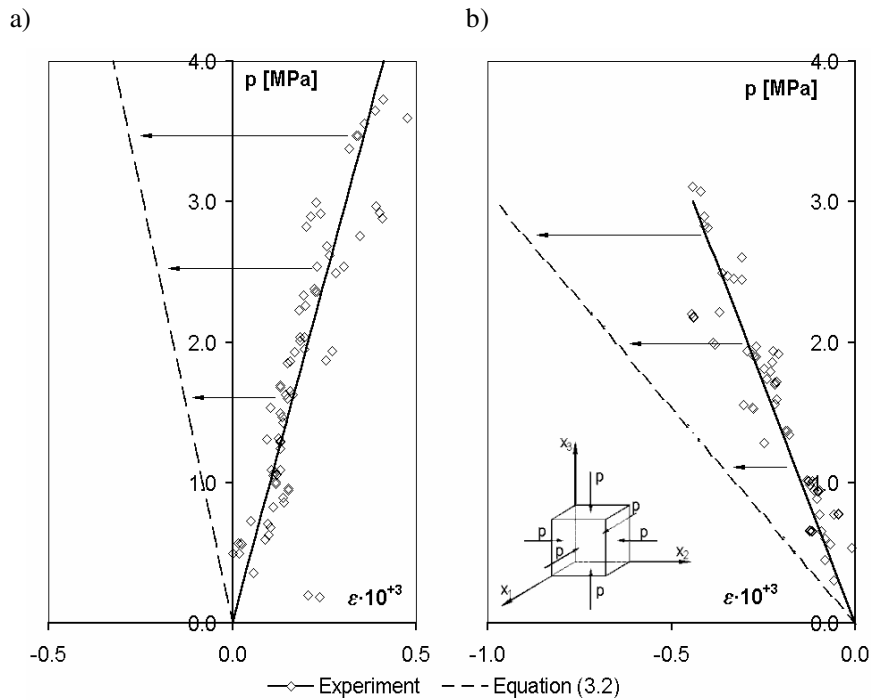 a)
b)
4.0
p [MPa]
3.0
2.0
1.0
ε·10⁺³
0.0
-0.5
0.0
0.5
4.0
p [MPa]
3.0
2.0
1.0
x₃
p
p
p
p
p
p
x₂
x₁
ε·10⁺³
0.0
-1.0
-0.5
0.0
Experiment
Equation (3.2)